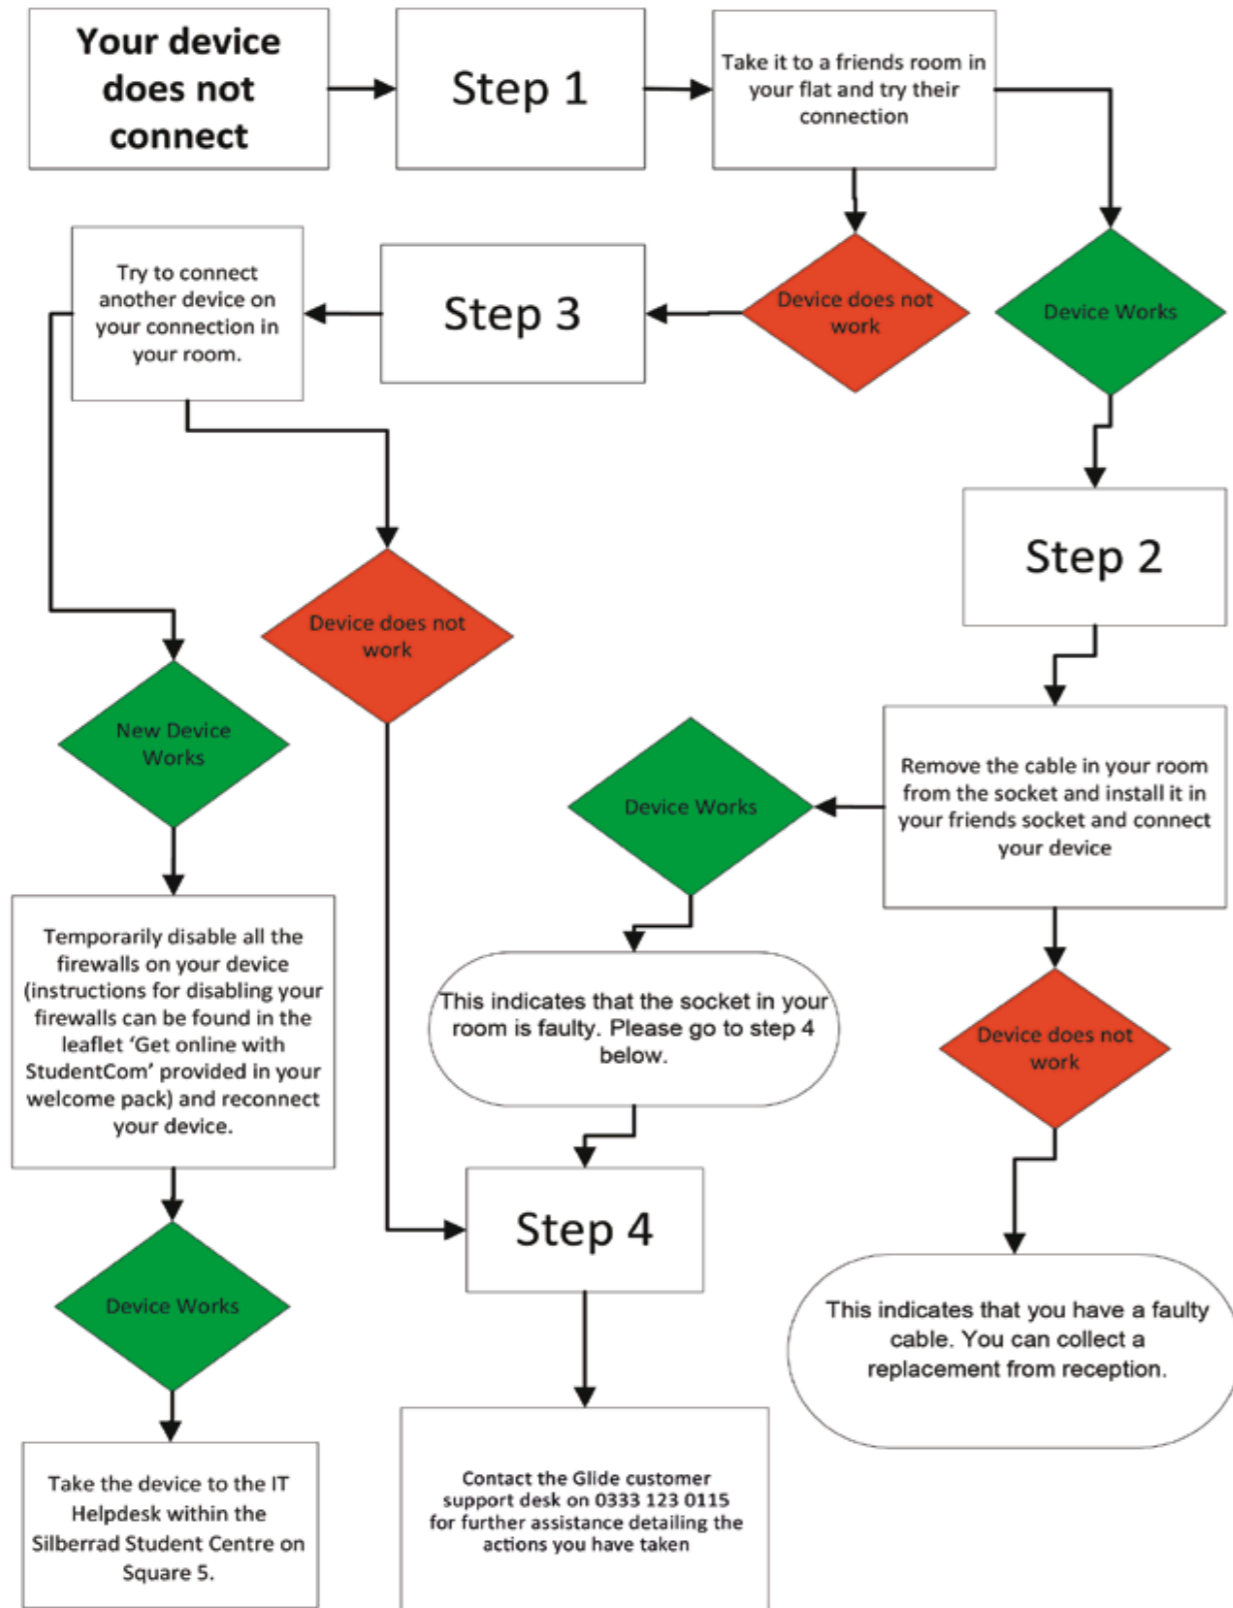 Your device
does not
connect
Step 1
Take it to a friends room in
your flat and try their
connection
Try to connect
another device on
your connection in
your room.
Step 3
Device does not
work
Device Works
Step 2
Device does not
work
New Device
Works
Device Works
Remove the cable in your room
from the socket and install it in
your friends socket and connect
your device
Temporarily disable all the
firewalls on your device
(instructions for disabling your
firewalls can be found in the
leaflet ‘Get online with
StudentCom’ provided in your
welcome pack) and reconnect
your device.
This indicates that the socket in your
room is faulty. Please go to step 4
below.
Device does not
work
Step 4
Device Works
This indicates that you have a faulty
cable. You can collect a
replacement from reception.
Take the device to the IT
Helpdesk within the
Silberrad Student Centre on
Square 5.
Contact the Glide customer
support desk on 0333 123 0115
for further assistance detailing the
actions you have taken